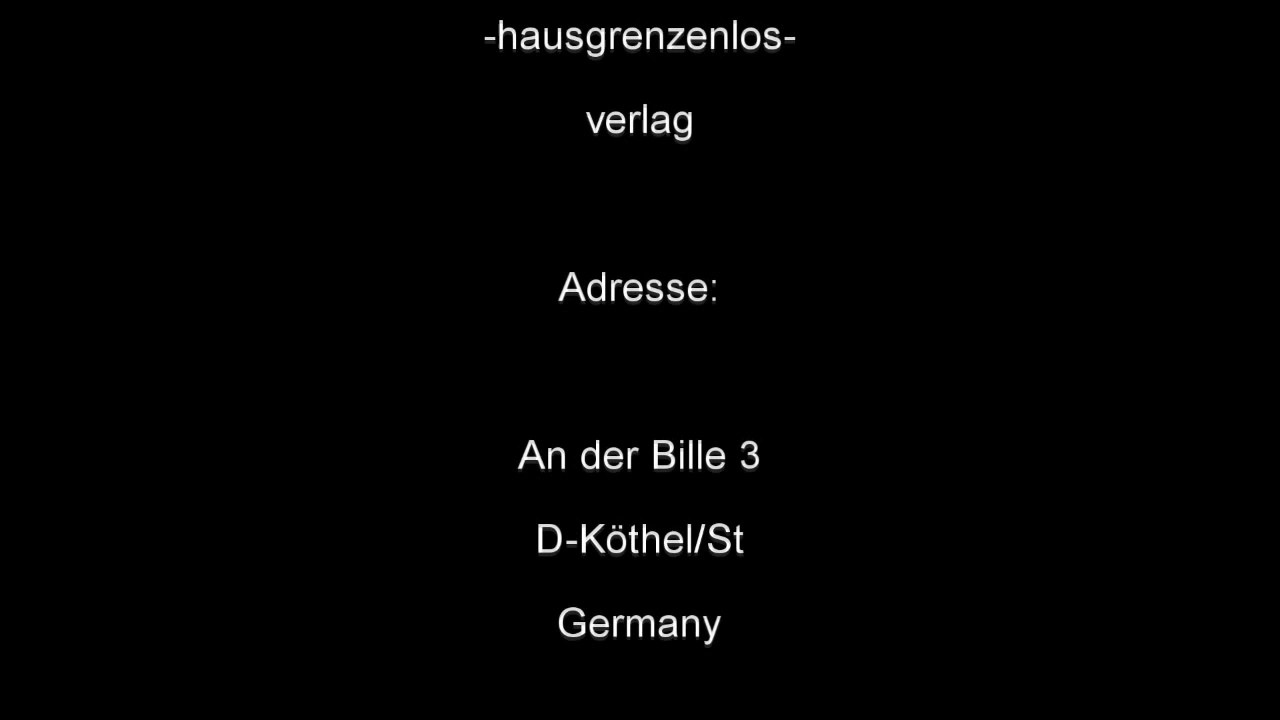 -hausgrenzenlos-
verlag
Adresse:
An der Bille 3
D-Köthel/St
Germany